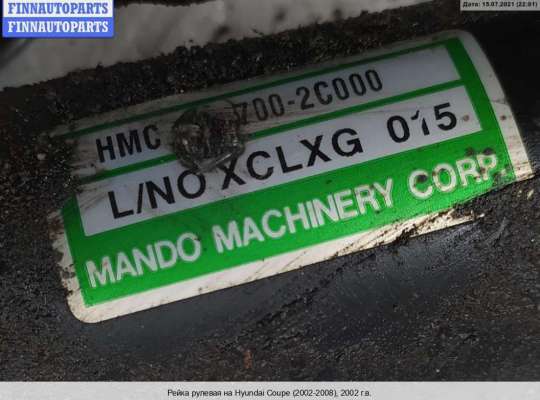 FINNAUTOPARTS
FINNAUTOPARTS
FINNAUTOPARTS
Дата: 15.07.2021 (22:01)
HMC 700-2C000
L/NO XCLXG 015
MANDO MACHINERY CORP.
Рейка рулевая на Hyundai Coupe (2002-2008), 2002 г.в.